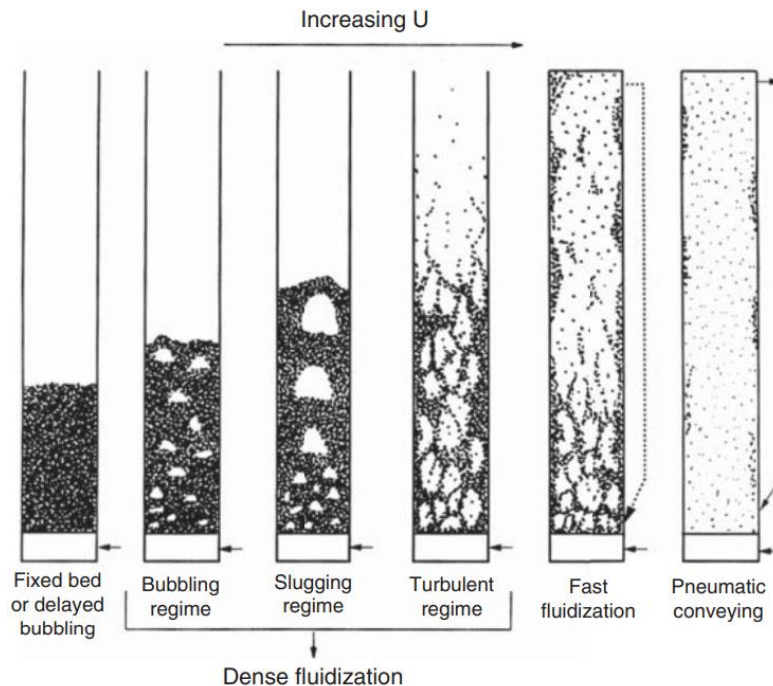 Increasing U
Fixed bed
or delayed
bubbling
Bubbling
regime
Slugging
regime
Turbulent
regime
Fast
fluidization
Pneumatic
conveying
Dense fluidization